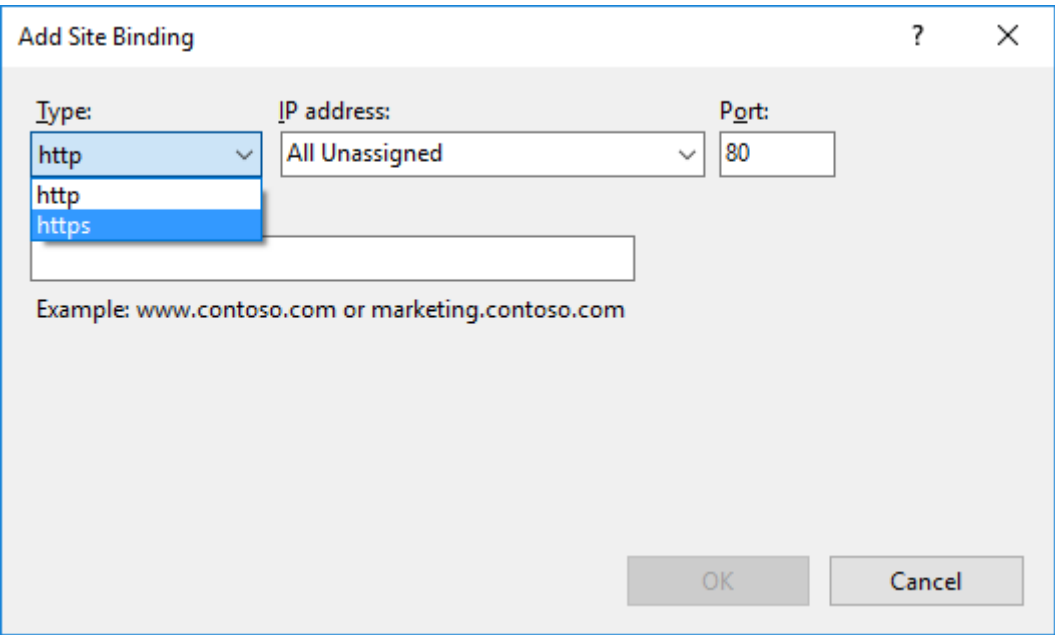 Add Site Binding ?
Type: IP address: Port:
http All Unassigned 80
http
https
Example: www.contoso.com or marketing.contoso.com
OK Cancel